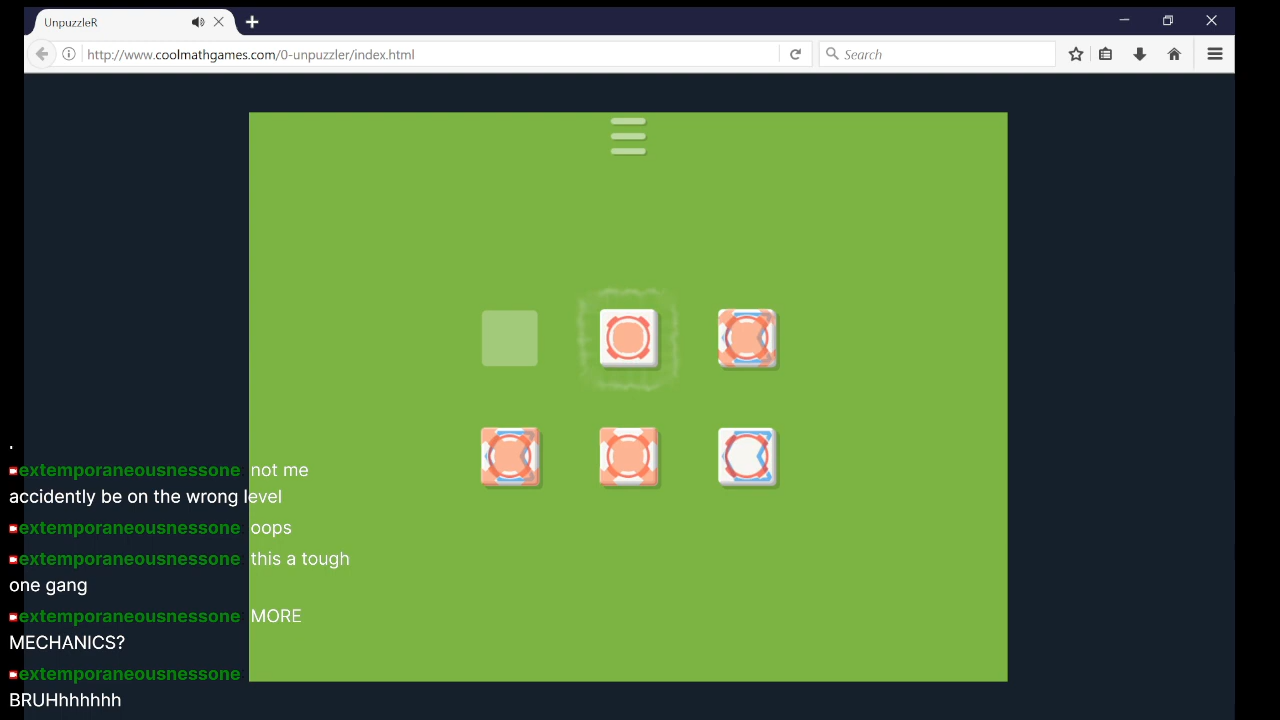 UnpuzzleR
http://www.coolmathgames.com/0-unpuzzler/index.html
Search
.
extemporaneousnessone not me
accidently be on the wrong level
extemporaneousnessone oops
extemporaneousnessone this a tough
one gang
extemporaneousnessone MORE
MECHANICS?
extemporaneousnessone
BRUHhhhhhh